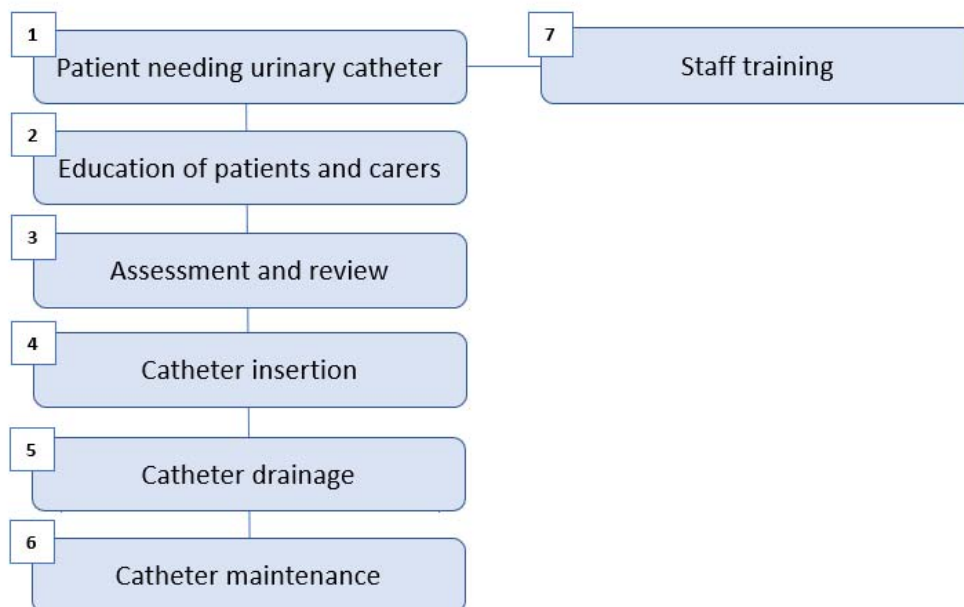 1
Patient needing urinary catheter
7
Staff training
2
Education of patients and carers
3
Assessment and review
4
Catheter insertion
5
Catheter drainage
6
Catheter maintenance